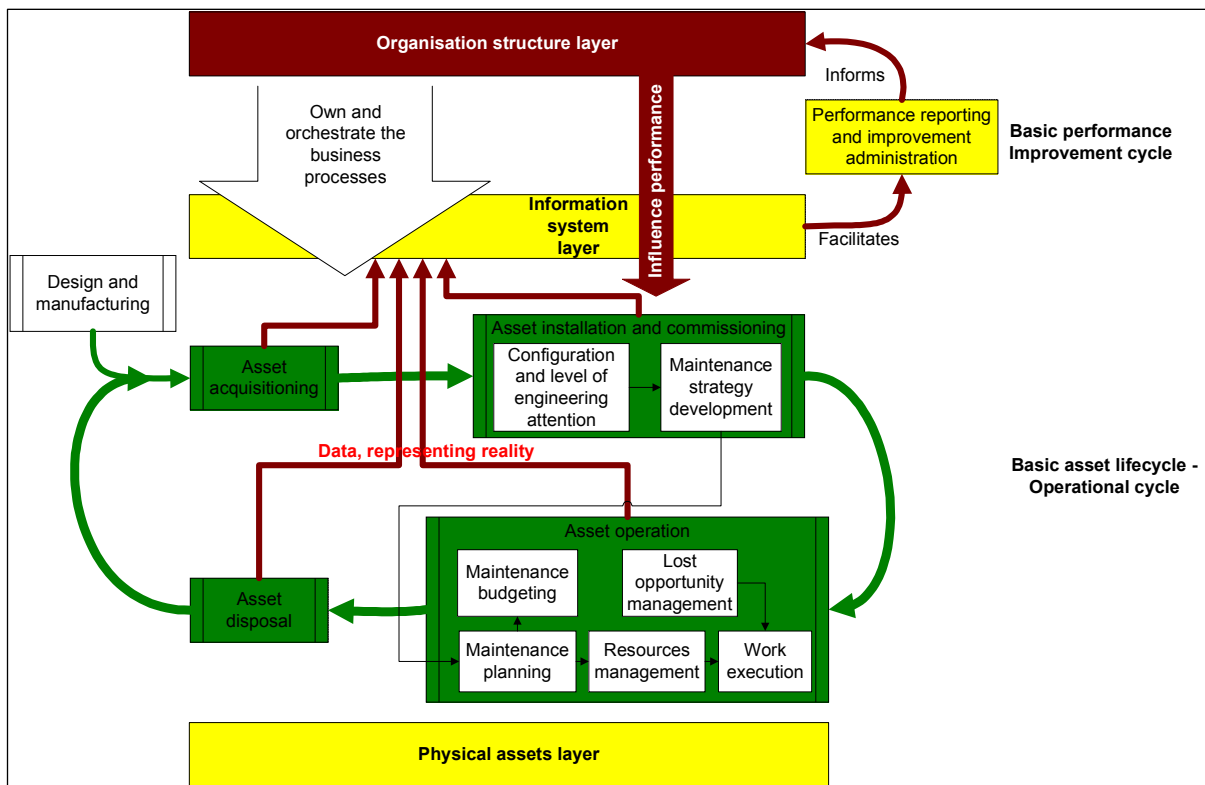 Organisation structure layer
Informs
Own and
orchestrate the
business
processes
Influence performance
Performance reporting
and improvement
administration
Basic performance
Improvement cycle
Information
system
layer
Facilitates
Design and
manufacturing
Asset
acquisitioning
Asset installation and commissioning
Configuration
and level of
engineering
attention
Maintenance
strategy
development
Data, representing reality
Basic asset lifecycle -
Operational cycle
Asset operation
Maintenance
budgeting
Lost
opportunity
management
Asset
disposal
Maintenance
planning
Resources
management
Work
execution
Physical assets layer